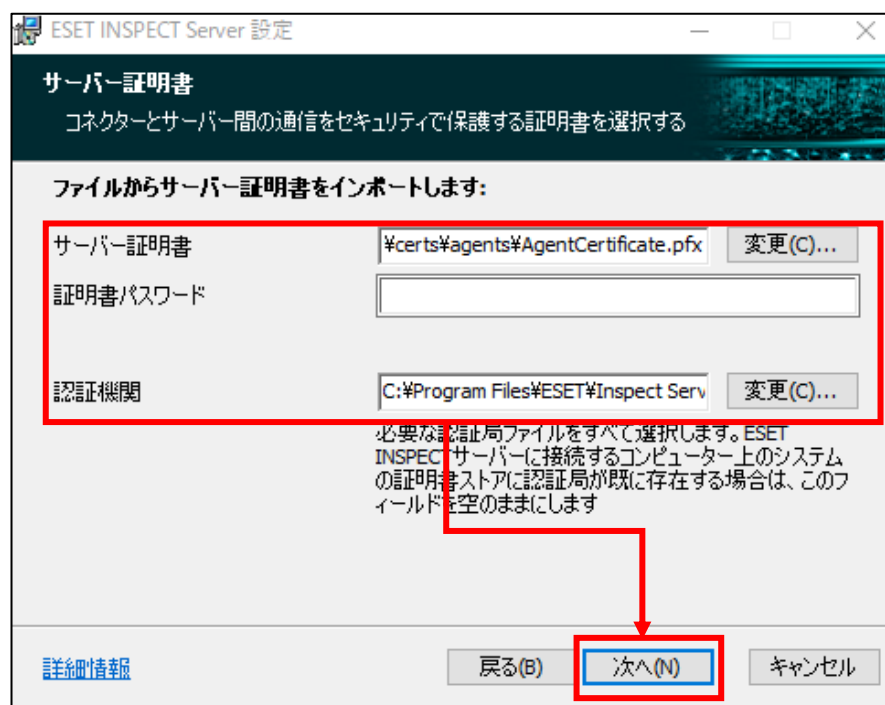 ESET INSPECT Server 設定
サーバー証明書
コネクターとサーバー間の通信をセキュリティで保護する証明書を選択する
ファイルからサーバー証明書をインポートします:
サーバー証明書 ¥certs¥agents¥AgentCertificate.pfx 変更(C)...
証明書パスワード
認証機関 C:¥Program Files¥ESET¥Inspect Serv 変更(C)...
必要な認証局ファイルをすべて選択します。ESET
INSPECTサーバーに接続するコンピューター上のシステム
の証明書ストアに認証局が既に存在する場合は、このフ
ィールドを空のままにします
詳細情報 戻る(B) 次へ(N) キャンセル